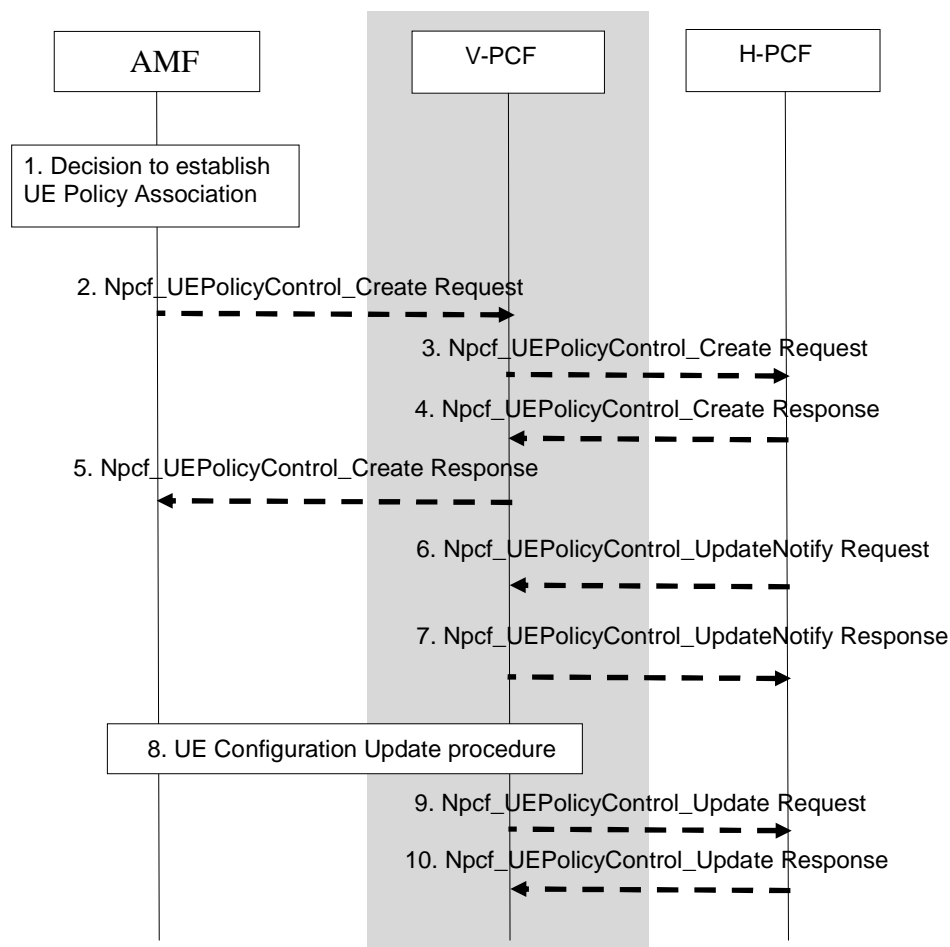 AMF
V-PCF
H-PCF
1. Decision to establish
UE Policy Association
2. Npcf_UEPolicyControl_Create Request
3. Npcf_UEPolicyControl_Create Request
4. Npcf_UEPolicyControl_Create Response
5. Npcf_UEPolicyControl_Create Response
6. Npcf_UEPolicyControl_UpdateNotify Request
7. Npcf_UEPolicyControl_UpdateNotify Response
8. UE Configuration Update procedure
9. Npcf_UEPolicyControl_Update Request
10. Npcf_UEPolicyControl_Update Response